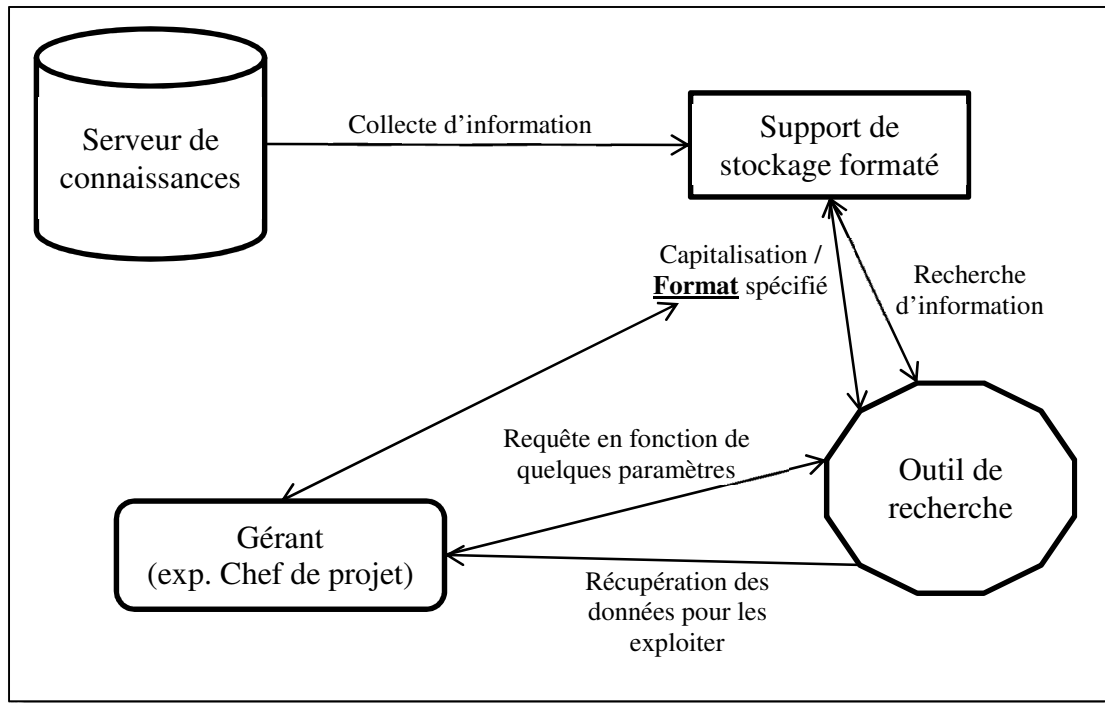 Serveur de
connaissances
Collecte d'information
Support de
stockage formaté
Capitalisation /
Format spécifié
Recherche
d'information
Requête en fonction de
quelques paramètres
Outil de
recherche
Gérant
(exp. Chef de projet)
Récupération des
données pour les
exploiter